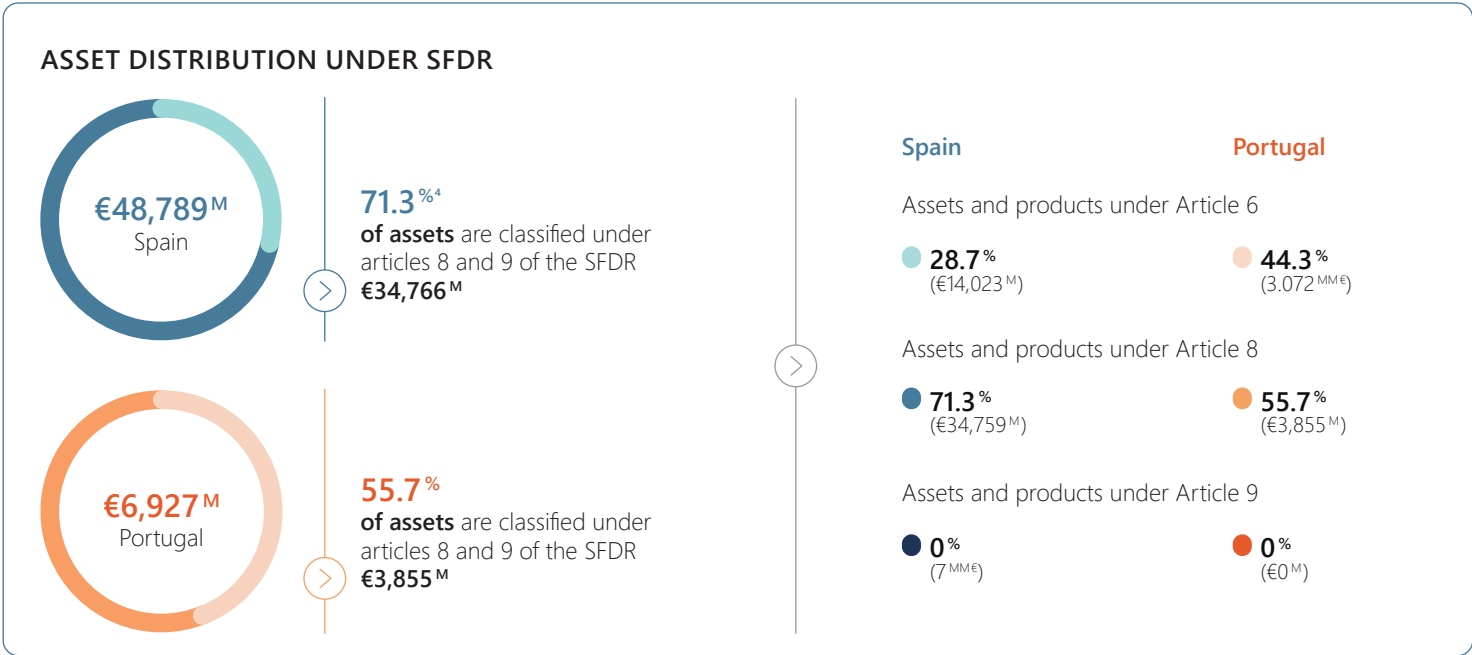 ASSET DISTRIBUTION UNDER SFDR
€48,789 M
Spain
71.3 %⁴
of assets are classified under
articles 8 and 9 of the SFDR
€34,766 M
€6,927 M
Portugal
55.7 %
of assets are classified under
articles 8 and 9 of the SFDR
€3,855 M
Spain Portugal
Assets and products under Article 6
28.7 % 44.3 %
(€14,023 M) (3.072 MM €)
Assets and products under Article 8
71.3 % 55.7 %
(€34,759 M) (€3,855 M)
Assets and products under Article 9
0 % 0 %
(7 MM €) (€0 M)